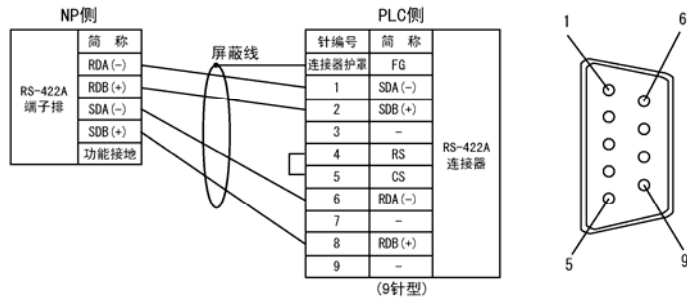 NP侧
PLC侧
RS-422A
端子排
简 称
RDA(-)
RDB(+)
SDA(-)
SDB(+)
功能接地
屏蔽线
针编号 简 称
连接器护罩 FG
1 SDA(-)
2 SDB(+)
3 -
4 RS
5 CS
6 RDA(-)
7 -
8 RDB(+)
9 -
RS-422A
连接器
(9针型)
1
6
5
9